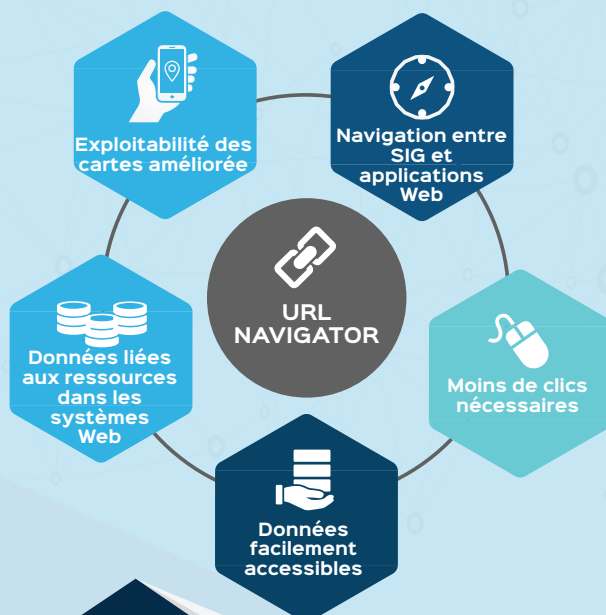 Exploitabilité des
cartes améliorée
Navigation entre
SIG et
applications
Web
URL
NAVIGATOR
Données liées
aux ressources
dans les
systèmes
Web
Moins de clics
nécessaires
Données
facilement
accessibles